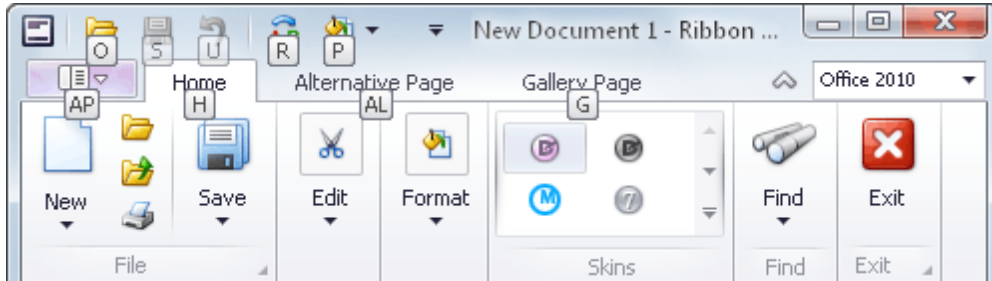 New Document 1 - Ribbon ...
O
S
U
R
P
Home
Alternative Page
Gallery Page
Office 2010
AP
H
AL
G
New
Save
Edit
Format
Find
Exit
File
Skins
Find
Exit